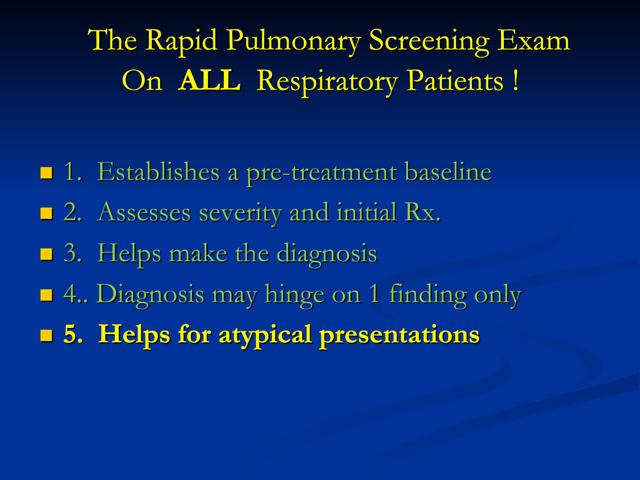 The Rapid Pulmonary Screening Exam
On ALL Respiratory Patients !
1. Establishes a pre-treatment baseline
2. Assesses severity and initial Rx.
3. Helps make the diagnosis
4.. Diagnosis may hinge on 1 finding only
5. Helps for atypical presentations